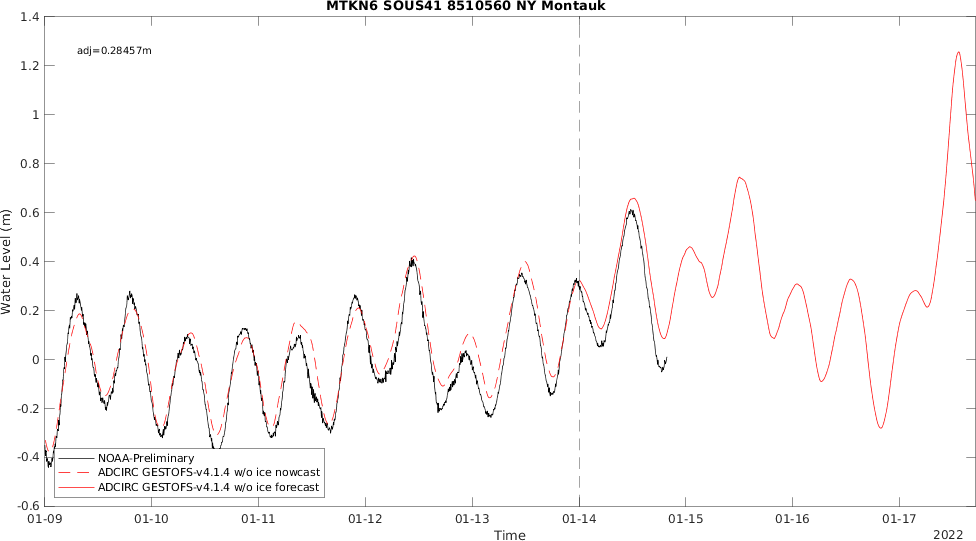 MTKN6 SOUS41 8510560 NY Montauk
adj=0.28457m
Water Level (m)
1.4
1.2
1
0.8
0.6
0.4
0.2
0
-0.2
-0.4
-0.6
NOAA-Preliminary
ADCIRC GESTOFS-v4.1.4 w/o ice nowcast
ADCIRC GESTOFS-v4.1.4 w/o ice forecast
01-09 01-10 01-11 01-12 01-13 01-14 01-15 01-16 01-17
Time
2022